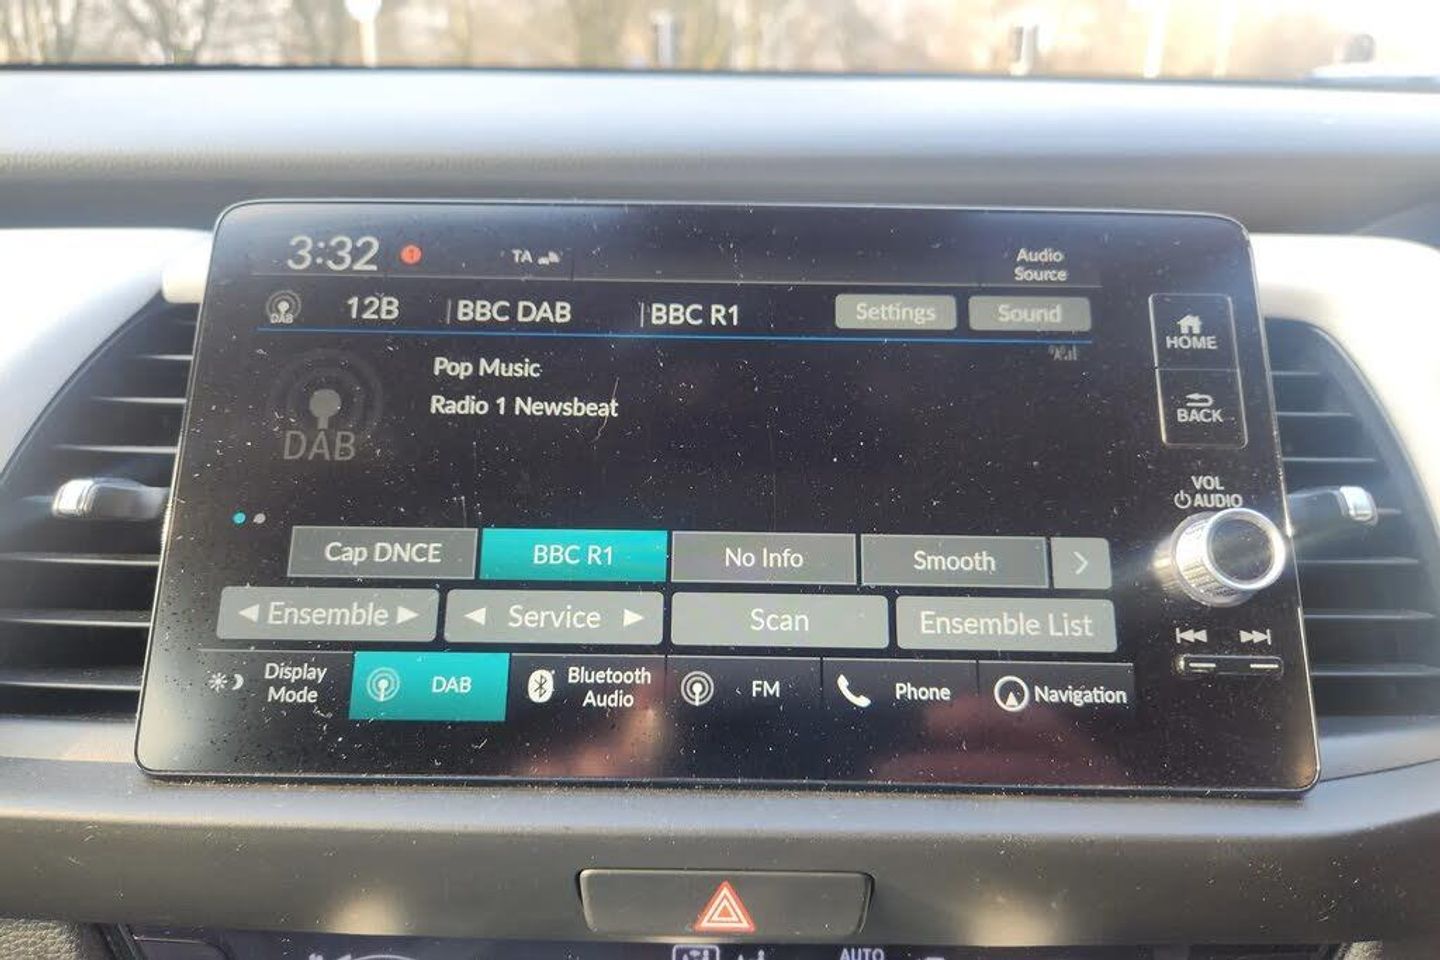 3:32
TA
Audio
Source
DAB
12B
BBC DAB
BBC R1
Settings
Sound
HOME
Pop Music
Radio 1 Newsbeat
BACK
DAB
VOL
AUDIO
Cap DNCE
BBC R1
No Info
Smooth
Ensemble
Service
Scan
Ensemble List
Display
Mode
DAB
Bluetooth
Audio
FM
Phone
Navigation
AUTO